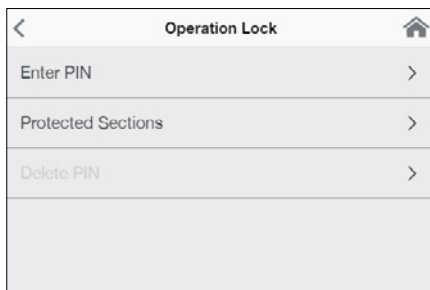 Operation Lock
Enter PIN
Protected Sections
Delete PIN